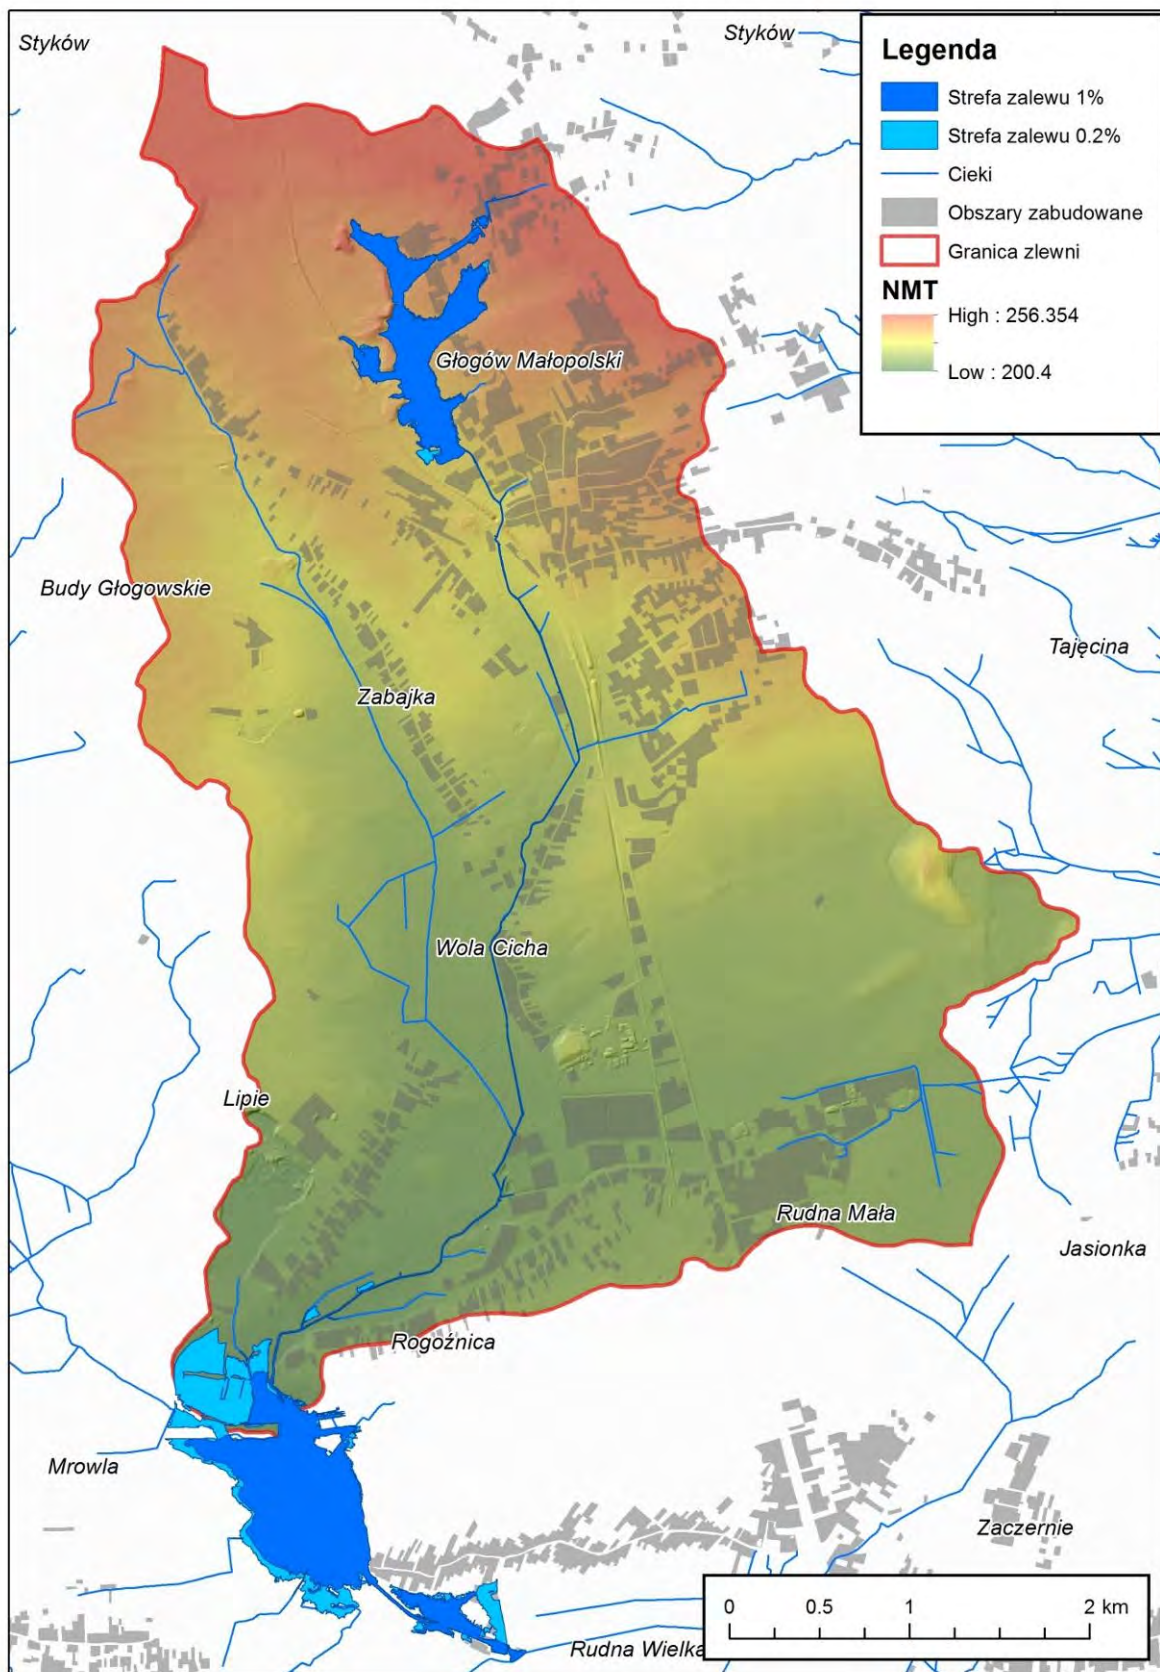 Styków
Styków
Legenda
Strefa zalewu 1%
Strefa zalewu 0.2%
Cieki
Obszary zabudowane
Granica zlewni
NMT
High : 256.354
Low : 200.4
Głogów Małopolski
Budy Głogowskie
Tajęcina
Zabajka
Wola Cicha
Lipie
Rudna Mała
Jasionka
Rogoźnica
Mrowla
Zaczernie
0 0.5 1 2 km
Rudna Wielka